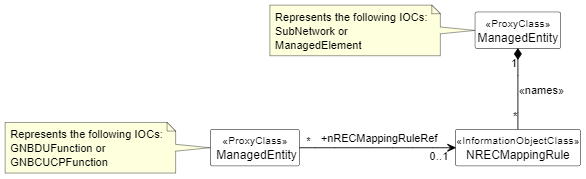 Represents the following IOCs:
SubNetwork or
ManagedElement
«ProxyClass»
ManagedEntity
1
«names»
*
Represents the following IOCs:
GNBDUFunction or
GNBCUCPFunction
«ProxyClass»
ManagedEntity
* +nRECMappingRuleRef
0..1
«InformationObjectClass»
NRECMappingRule